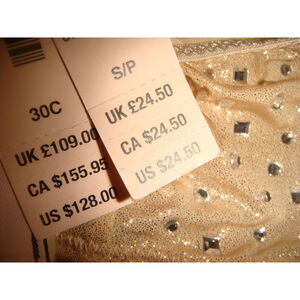 30C
UK £109.00
CA $155.95
US $128.00
S/P
UK £24.50
CA $24.50
US $24.50